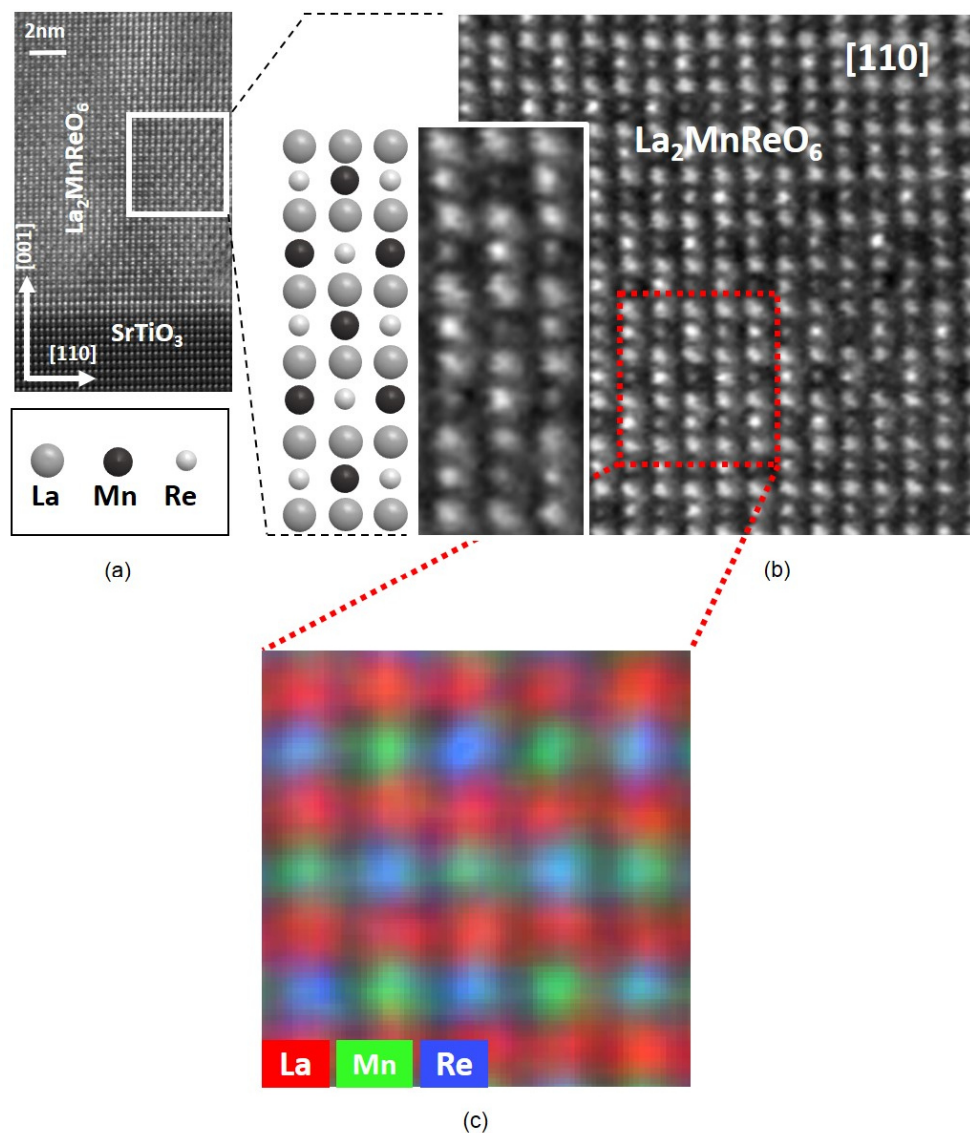 2nm
La₂MnReO₆
[001]
[110]
SrTiO₃
La Mn Re
(a)
[110]
La₂MnReO₆
(b)
La Mn Re
(c)